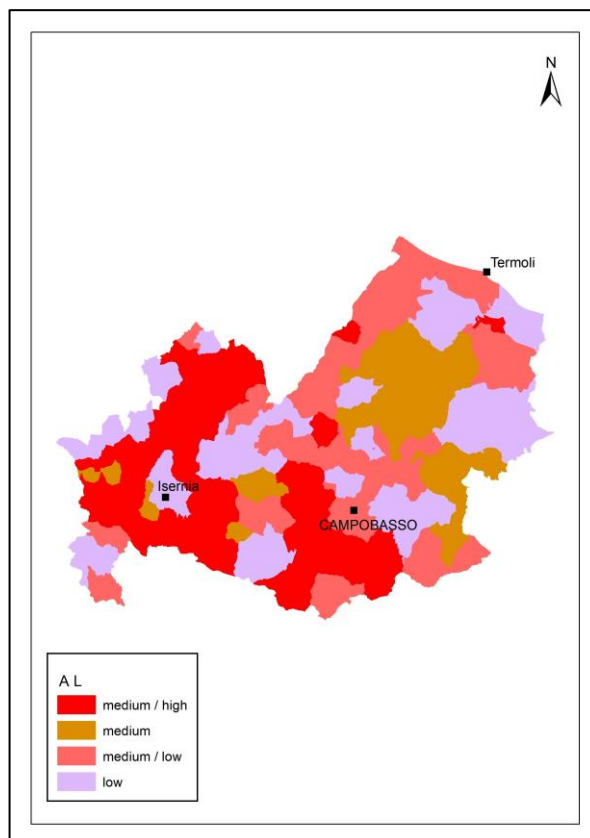 N
Termoli
Isernia
CAMPOBASSO
A L
medium / high
medium
medium / low
low